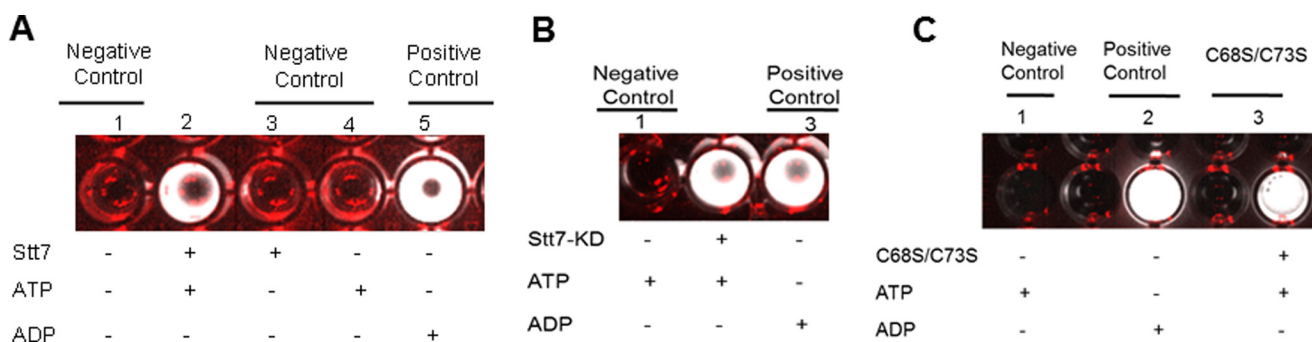 A
Negative
Control
Negative
Control
Positive
Control
1 2 3 4 5
Stt7 - + + - -
ATP - + - + -
ADP - - - - +
B
Negative
Control
Positive
Control
1 3
Stt7-KD - + -
ATP + + -
ADP - - +
C
Negative
Control
Positive
Control
C68S/C73S
1 2 3
C68S/C73S - - +
ATP + - +
ADP - + -